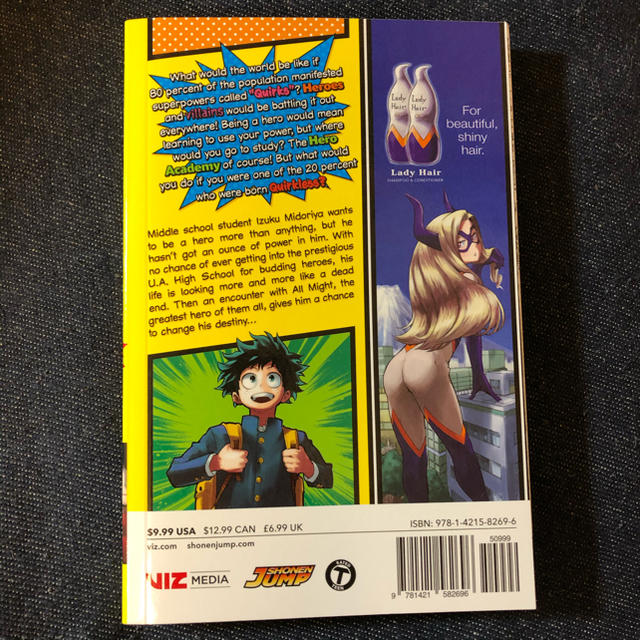 What would the world be like if
80 percent of the population manifested
superpowers called "Quirks"? Heroes
and villains would be battling it out
everywhere! Being a hero would mean
learning to use your power, but where
would you go to study? The Hero
Academy of course! But what would
you do if you were one of the 20 percent
who were born Quirkless?
Middle school student Izuku Midoriya wants
to be a hero more than anything, but he
hasn't got an ounce of power in him. With
no chance of ever getting into the prestigious
U.A. High School for budding heroes, his
life is looking more and more like a dead
end. Then an encounter with All Might, the
greatest hero of them all, gives him a chance
to change his destiny...
Lady Hair
Lady Hair
For
beautiful,
shiny
hair.
Lady Hair
SHAMPOO & CONDITIONER
$9.99 USA $12.99 CAN £6.99 UK
viz.com shonenjump.com
VIZ MEDIA
SHONEN JUMP
RATED T TEEN
ISBN: 978-1-4215-8269-6
50999
9 781421 582696